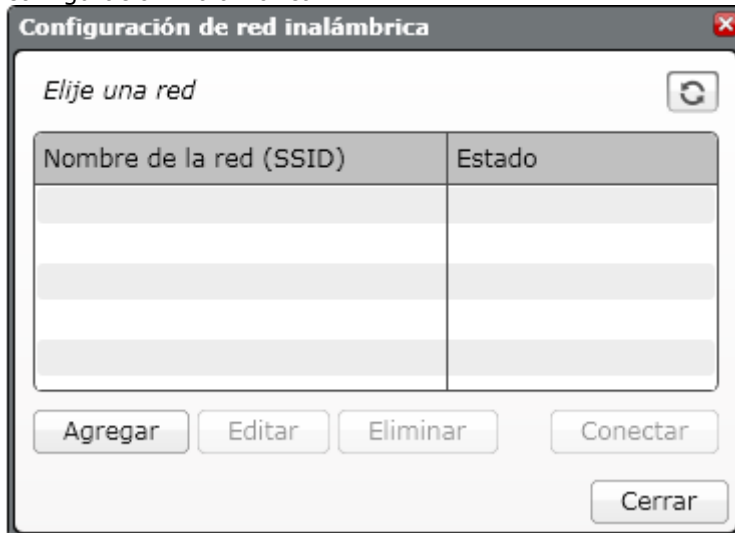 Configuración de red inalámbrica
Elije una red
Nombre de la red (SSID) Estado
Agregar Editar Eliminar Conectar
Cerrar